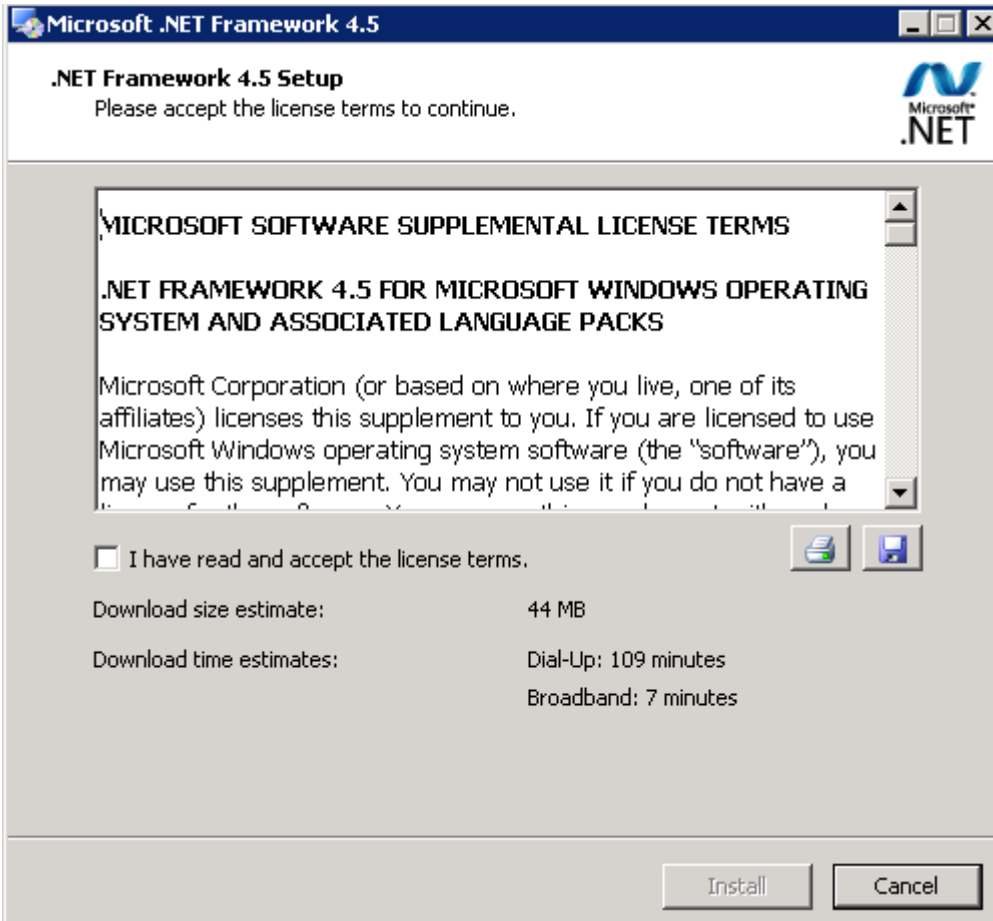 Microsoft .NET Framework 4.5
.NET Framework 4.5 Setup
Please accept the license terms to continue.
Microsoft
.NET
MICROSOFT SOFTWARE SUPPLEMENTAL LICENSE TERMS
.NET FRAMEWORK 4.5 FOR MICROSOFT WINDOWS OPERATING
SYSTEM AND ASSOCIATED LANGUAGE PACKS
Microsoft Corporation (or based on where you live, one of its
affiliates) licenses this supplement to you. If you are licensed to use
Microsoft Windows operating system software (the "software"), you
may use this supplement. You may not use it if you do not have a
I have read and accept the license terms.
Download size estimate: 44 MB
Download time estimates: Dial-Up: 109 minutes
Broadband: 7 minutes
Install Cancel